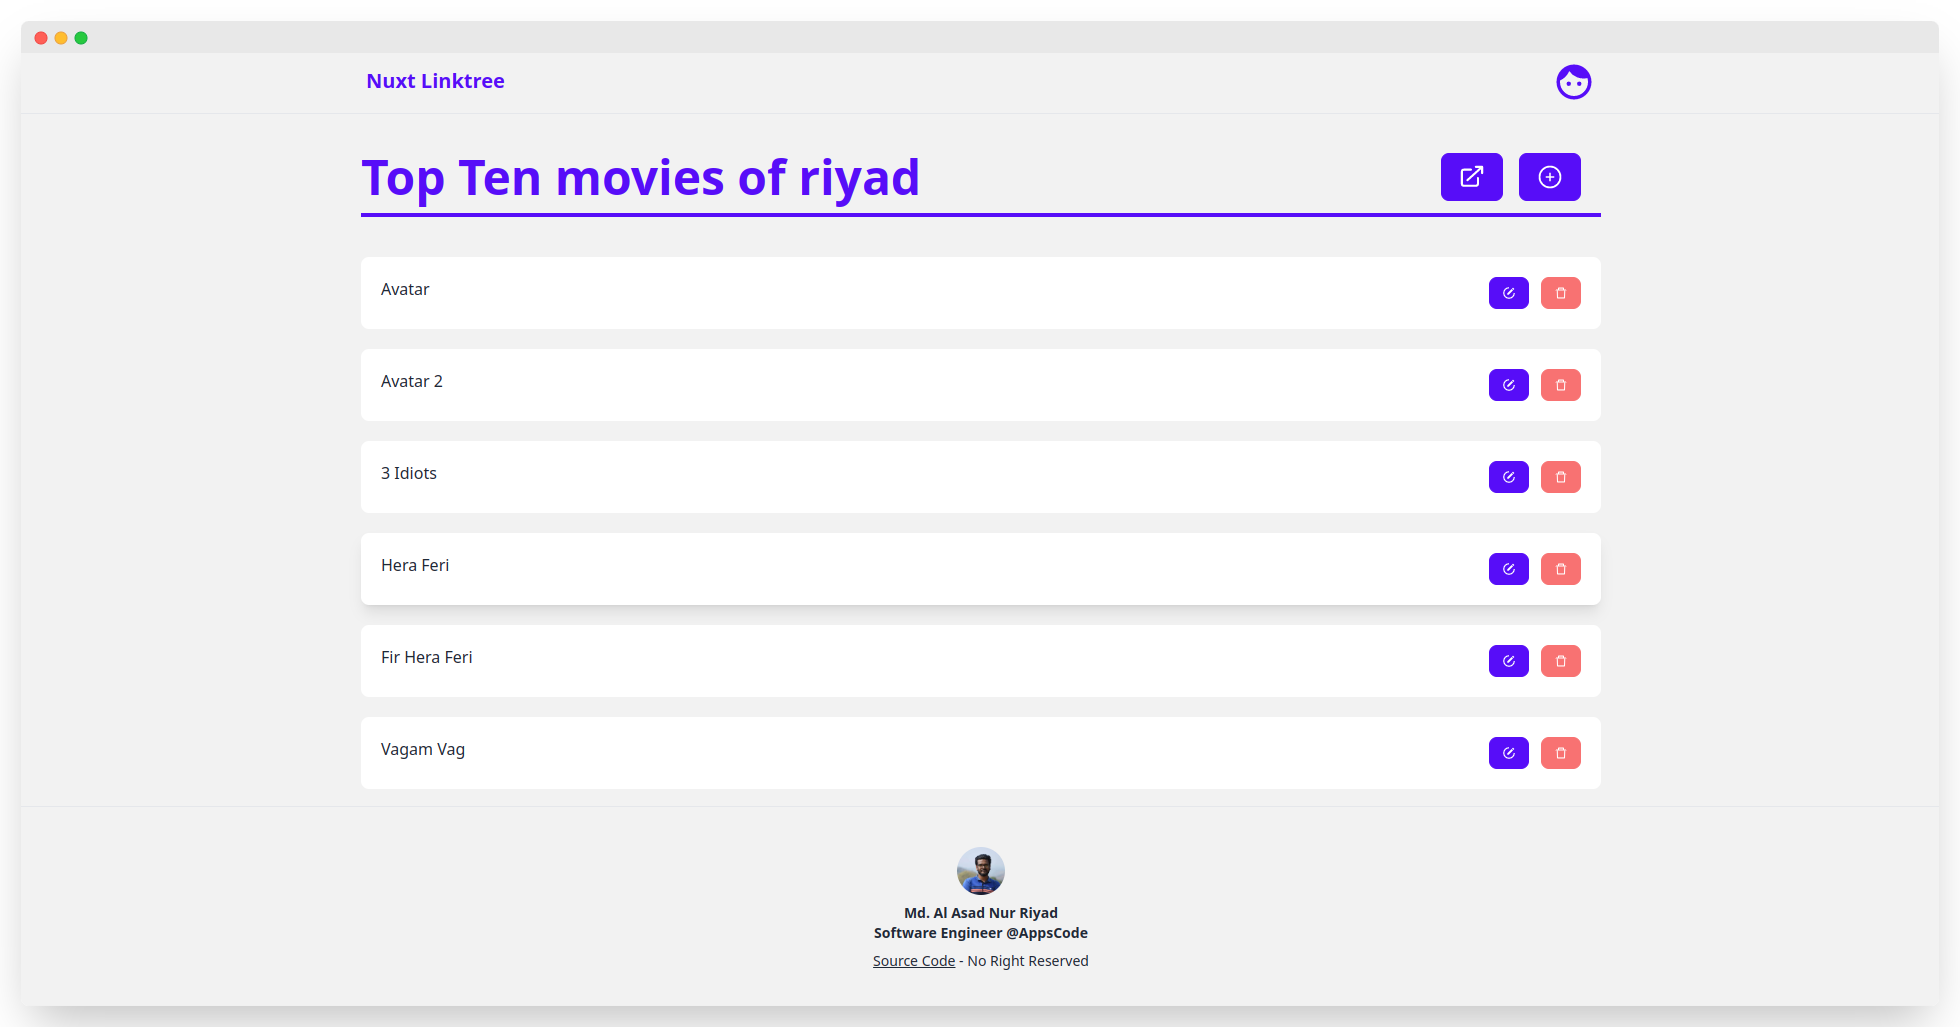 Nuxt Linktree
Top Ten movies of riyad
Avatar
Avatar 2
3 Idiots
Hera Feri
Fir Hera Feri
Vagam Vag
Md. Al Asad Nur Riyad
Software Engineer @AppsCode
Source Code - No Right Reserved